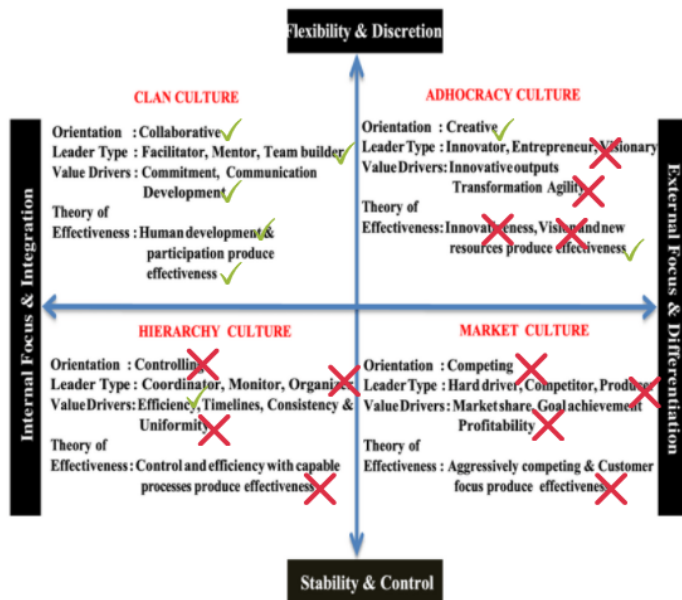 Flexibility & Discretion
CLAN CULTURE
Orientation : Collaborative
Leader Type : Facilitator, Mentor, Team builder
Value Drivers: Commitment, Communication
Development
Theory of
Effectiveness : Human development &
participation produce
effectiveness
ADHOCRACY CULTURE
Orientation : Creative
Leader Type : Innovator, Entrepreneur, Visionary
Value Drivers: Innovative outputs
Transformation Agility
Theory of
Effectiveness: Innovativeness, Vision and new
resources produce effectiveness
Internal Focus & Integration
External Focus & Differentiation
HIERARCHY CULTURE
Orientation : Controlling
Leader Type : Coordinator, Monitor, Organizer
Value Drivers: Efficiency, Timelines, Consistency &
Uniformity
Theory of
Effectiveness : Control and efficiency with capable
processes produce effectiveness
MARKET CULTURE
Orientation : Competing
Leader Type : Hard driver, Competitor, Producer
Value Drivers: Market share, Goal achievement
Profitability
Theory of
Effectiveness : Aggressively competing & Customer
focus produce effectiveness
Stability & Control